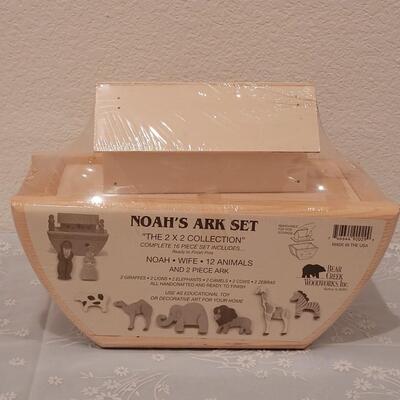 NOAH'S ARK SET
"THE 2 X 2 COLLECTION"
COMPLETE 16 PIECE SET INCLUDES...
Ready to Finish Pine
NOAH • WIFE • 12 ANIMALS
AND 2 PIECE ARK
2 GIRAFFES • 2 LIONS • 2 ELEPHANTS • 2 CAMELS • 2 COWS • 2 ZEBRAS
ALL HANDCRAFTED AND READY TO FINISH
USE AS EDUCATIONAL TOY
OR DECORATIVE ART FOR YOUR HOME
MADE IN THE USA
BEAR
CREEK
WOODWORKS INC.